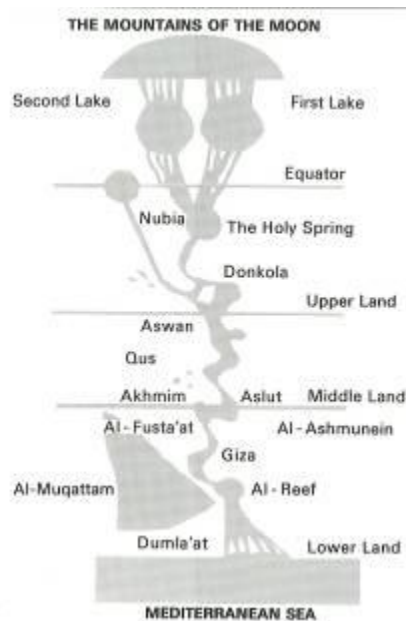 THE MOUNTAINS OF THE MOON
Second Lake
First Lake
Equator
Nubia
The Holy Spring
Donkola
Upper Land
Aswan
Qus
Akhmim
Aslut
Middle Land
Al-Fusta'at
Al-Ashmunein
Giza
Al-Muqattam
Al-Reef
Dumla'at
Lower Land
MEDITERRANEAN SEA